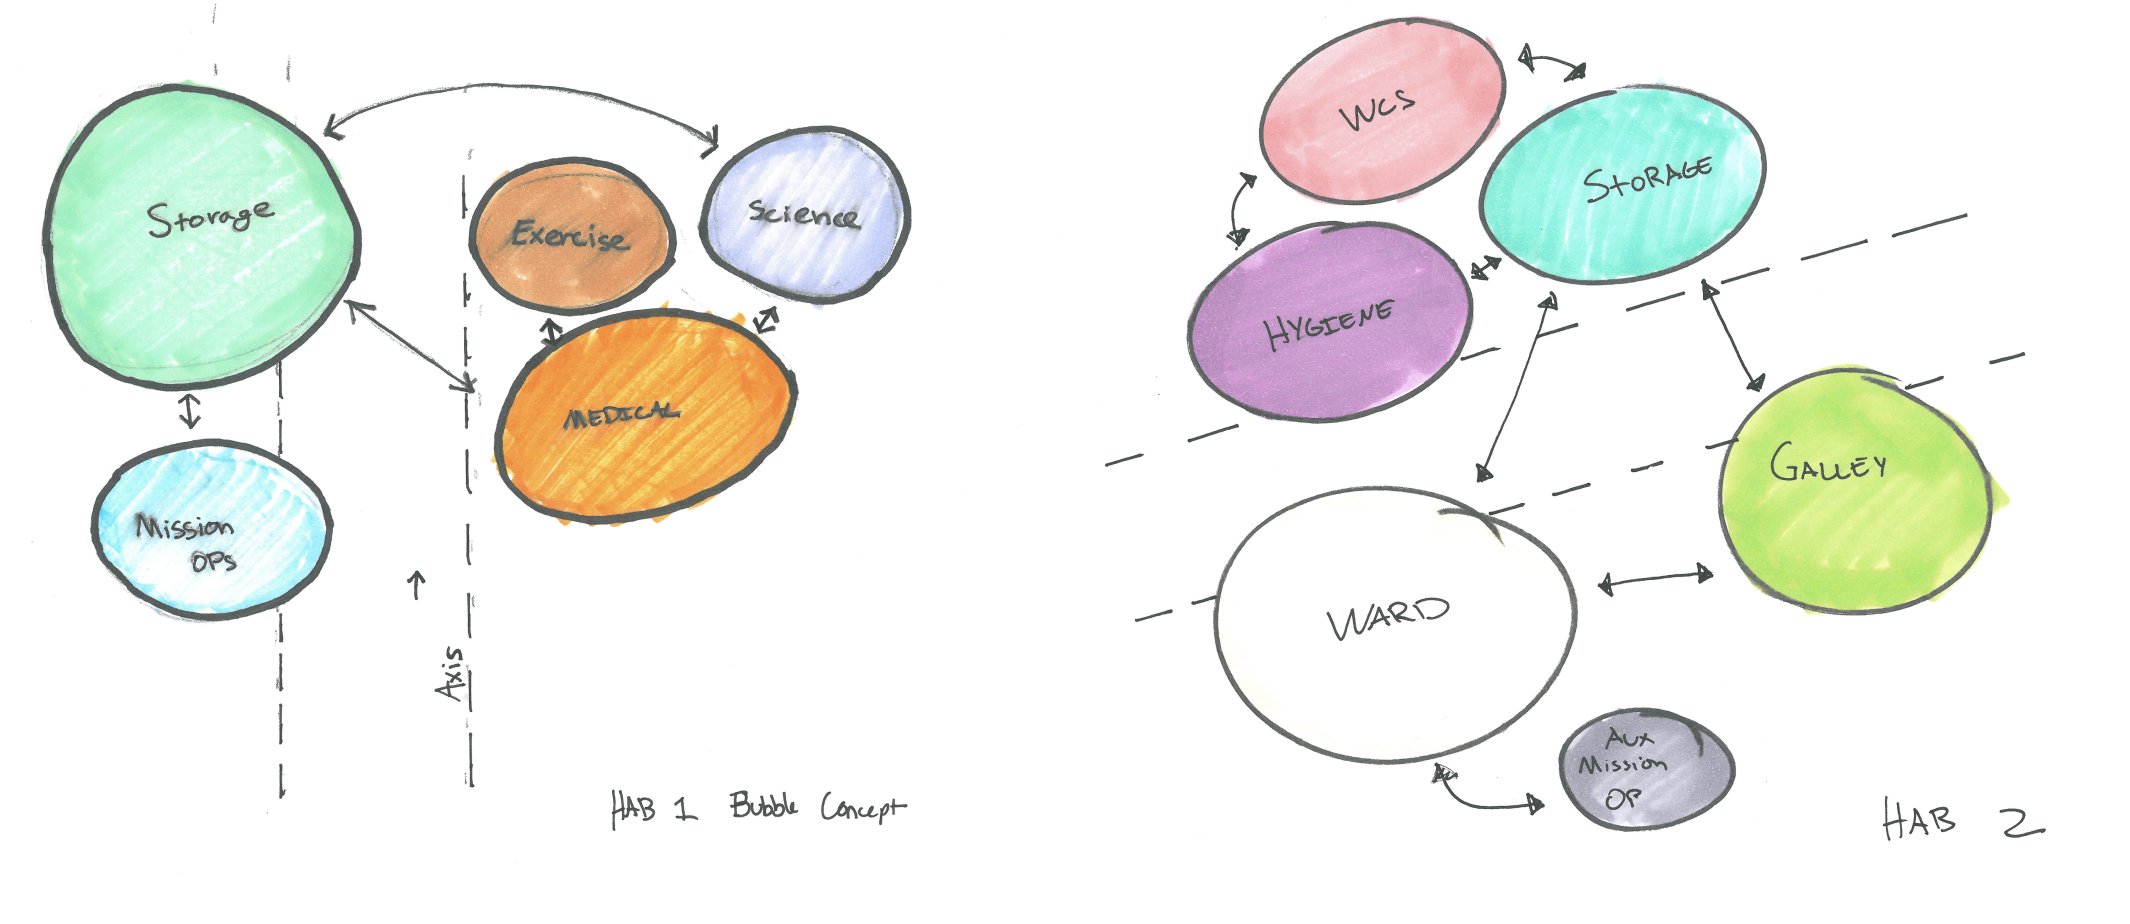 Storage
Exercise
Science
MEDICAL
Mission
OPs
Axis
HAB 1 Bubble Concept
WCS
STORAGE
HYGIENE
GALLEY
WARD
AUX
Mission
OP
HAB 2